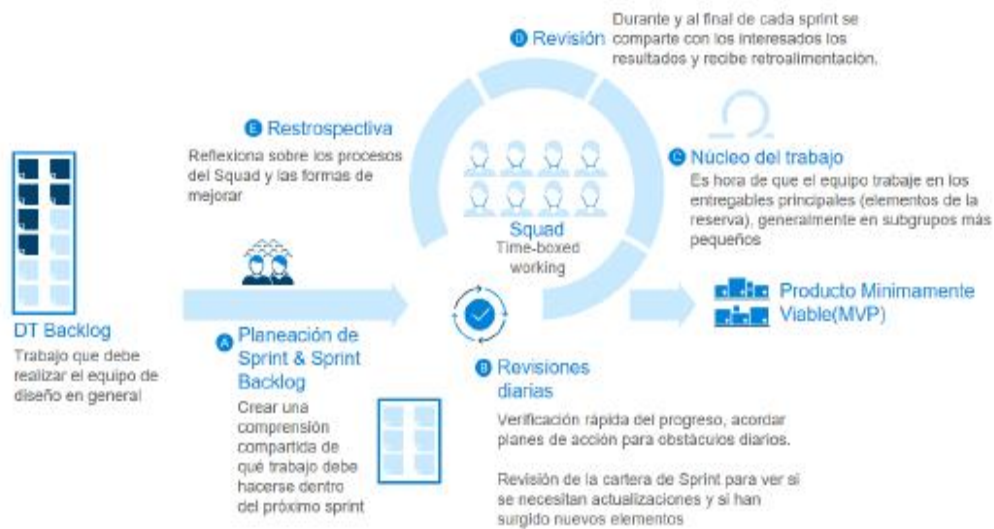 D Revisión
Durante y al final de cada sprint se
comparte con los interesados los
resultados y recibe retroalimentación.
E Restrospectiva
Reflexiona sobre los procesos
del Squad y las formas de
mejorar
C Núcleo del trabajo
Es hora de que el equipo trabaje en los
entregables principales (elementos de la
reserva), generalmente en subgrupos más
pequeños
Squad
Time-boxed
working
DT Backlog
Trabajo que debe
realizar el equipo de
diseño en general
A Planeación de
Sprint & Sprint
Backlog
Crear una
comprensión
compartida de
qué trabajo debe
hacerse dentro
del próximo sprint
B Revisiones
diarias
Verificación rápida del progreso, acordar
planes de acción para obstáculos diarios.
Revisión de la cartera de Sprint para ver si
se necesitan actualizaciones y si han
surgido nuevos elementos
Producto Minimamente
Viable(MVP)